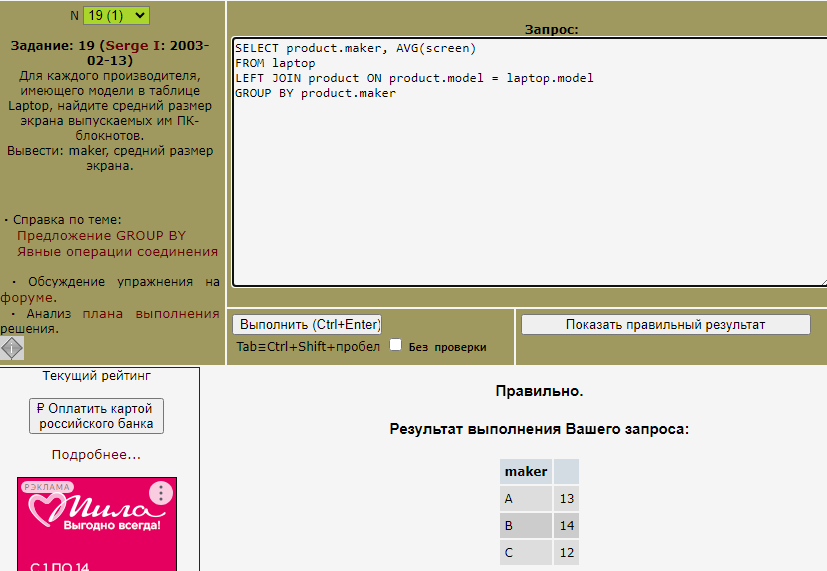 N 19 (1)
Задание: 19 (Serge I: 2003-
02-13)
Для каждого производителя,
имеющего модели в таблице
Laptop, найдите средний размер
экрана выпускаемых им ПК-
блокнотов.
Вывести: maker, средний размер
экрана.
· Справка по теме:
Предложение GROUP BY
Явные операции соединения
· Обсуждение упражнения на
форуме.
· Анализ плана выполнения
решения.
Запрос:
SELECT product.maker, AVG(screen)
FROM laptop
LEFT JOIN product ON product.model = laptop.model
GROUP BY product.maker
Выполнить (Ctrl+Enter)
Tab≡Ctrl+Shift+пробел Без проверки
Показать правильный результат
Текущий рейтинг
₽ Оплатить картой
российского банка
Подробнее...
РЕКЛАМА
Мила
Выгодно всегда!
С 1 ПО 14
Правильно.
Результат выполнения Вашего запроса:
maker
A 13
B 14
C 12